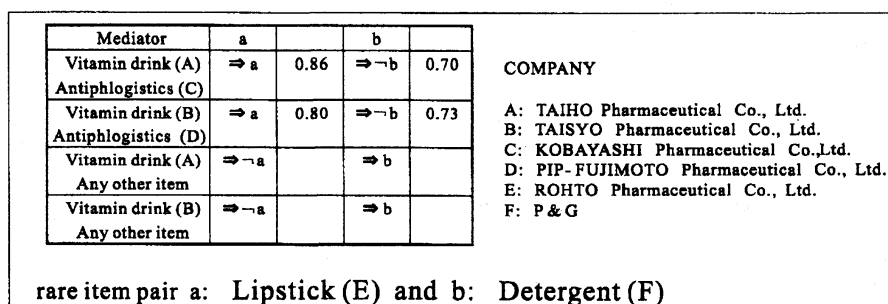 Mediator a b
Vitamin drink (A) ⇒ a 0.86 ⇒¬b 0.70
Antiphlogistics (C)
Vitamin drink (B) ⇒ a 0.80 ⇒¬b 0.73
Antiphlogistics (D)
Vitamin drink (A) ⇒¬a ⇒ b
Any other item
Vitamin drink (B) ⇒¬a ⇒ b
Any other item
COMPANY
A: TAIHO Pharmaceutical Co., Ltd.
B: TAISYO Pharmaceutical Co., Ltd.
C: KOBAYASHI Pharmaceutical Co.,Ltd.
D: PIP-FUJIMOTO Pharmaceutical Co., Ltd.
E: ROHTO Pharmaceutical Co., Ltd.
F: P & G
rare item pair a: Lipstick (E) and b: Detergent (F)